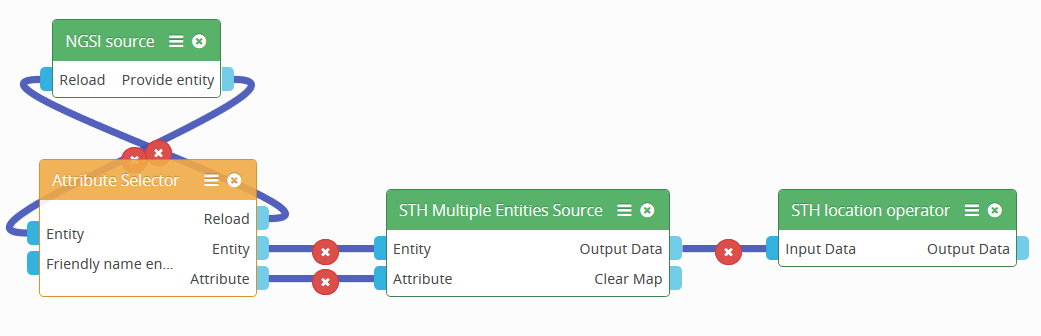 NGSI source
Reload Provide entity
Attribute Selector
Reload
Entity
Entity
Friendly name en...
Attribute
STH Multiple Entities Source
Entity Output Data
Attribute Clear Map
STH location operator
Input Data Output Data